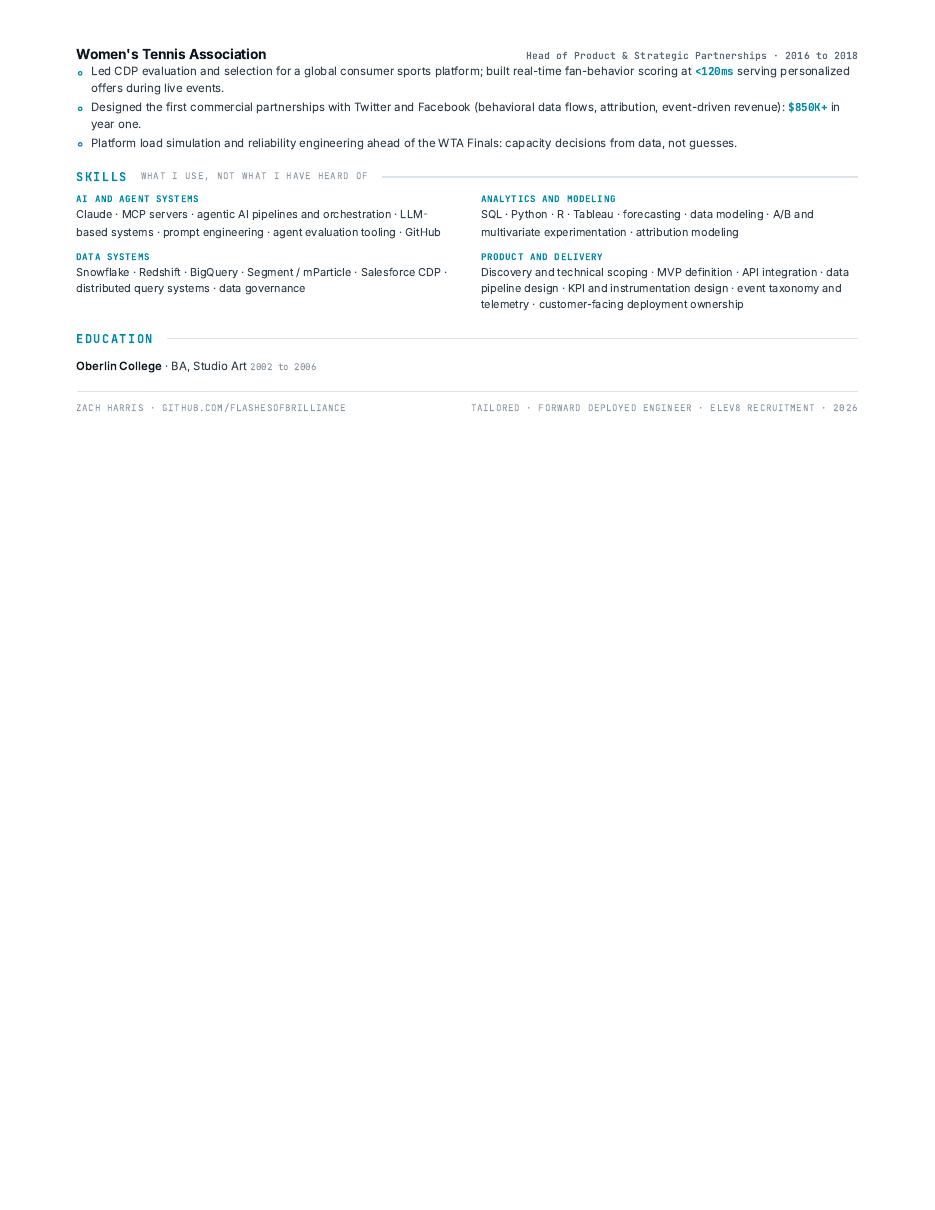 Women's Tennis Association Head of Product & Strategic Partnerships · 2016 to 2018
Led CDP evaluation and selection for a global consumer sports platform; built real-time fan-behavior scoring at <120ms serving personalized
offers during live events.
Designed the first commercial partnerships with Twitter and Facebook (behavioral data flows, attribution, event-driven revenue): $850K+ in
year one.
Platform load simulation and reliability engineering ahead of the WTA Finals: capacity decisions from data, not guesses.
SKILLS WHAT I USE, NOT WHAT I HAVE HEARD OF
AI AND AGENT SYSTEMS
Claude · MCP servers · agentic AI pipelines and orchestration · LLM-
based systems · prompt engineering · agent evaluation tooling · GitHub
ANALYTICS AND MODELING
SQL · Python · R · Tableau · forecasting · data modeling · A/B and
multivariate experimentation · attribution modeling
DATA SYSTEMS
Snowflake · Redshift · BigQuery · Segment / mParticle · Salesforce CDP ·
distributed query systems · data governance
PRODUCT AND DELIVERY
Discovery and technical scoping · MVP definition · API integration · data
pipeline design · KPI and instrumentation design · event taxonomy and
telemetry · customer-facing deployment ownership
EDUCATION
Oberlin College · BA, Studio Art 2002 to 2006
ZACH HARRIS · GITHUB.COM/FLASHESOFBRILLIANCE TAILORED · FORWARD DEPLOYED ENGINEER · ELEV8 RECRUITMENT · 2026